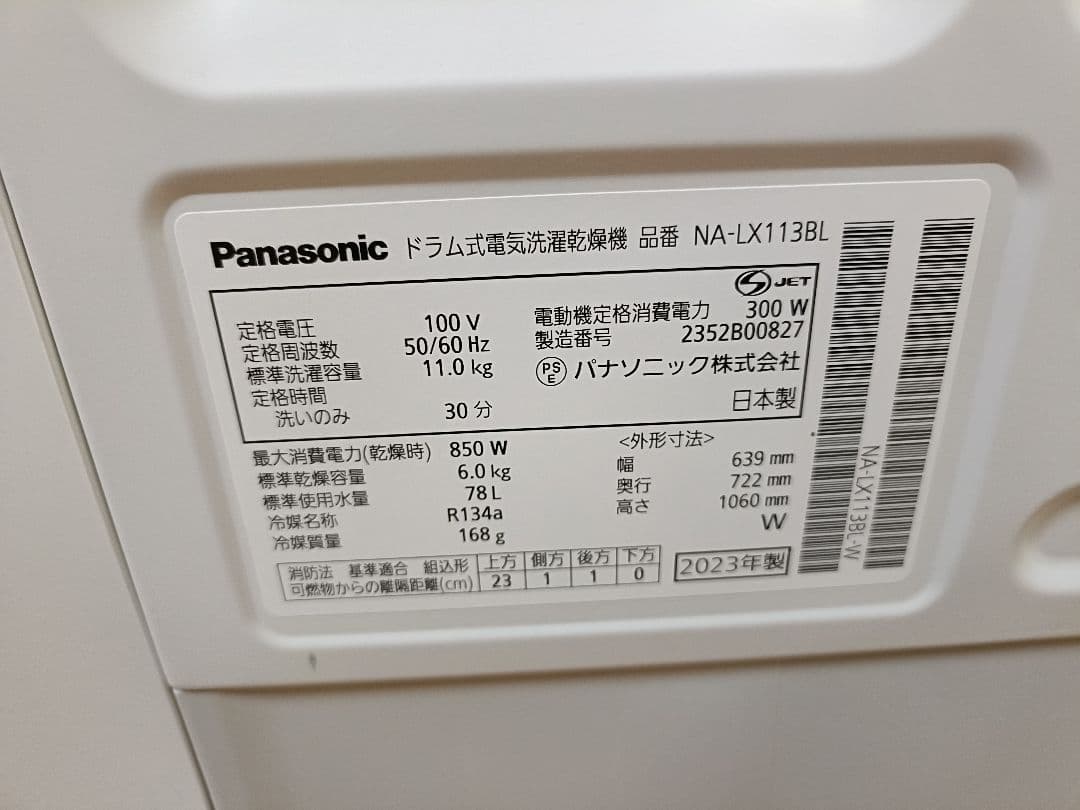 Panasonic ドラム式電気洗濯乾燥機 品番 NA-LX113BL
S JET
定格電圧 100 V
定格周波数 50/60 Hz
標準洗濯容量 11.0 kg
定格時間
洗いのみ 30 分
電動機定格消費電力 300 W
製造番号 2352B00827
PSE パナソニック株式会社
日本製
最大消費電力(乾燥時) 850 W
標準乾燥容量 6.0 kg
標準使用水量 78 L
冷媒名称 R134a
冷媒質量 168 g
<外形寸法>
幅 639 mm
奥行 722 mm
高さ 1060 mm
W
消防法 基準適合 組込形 上方 側方 後方 下方
可燃物からの離隔距離(cm) 23 1 1 0
2023年製
NA-LX113BL-W